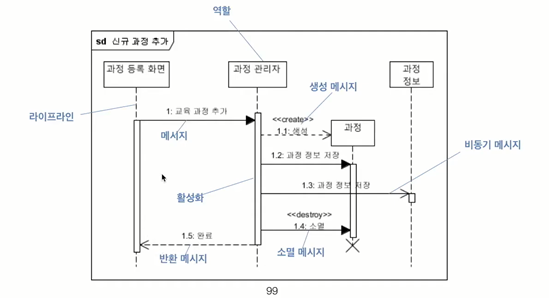 역할
sd 신규 과정 추가
과정 등록 화면
과정 관리자
과정
정보
생성 메시지
라이프라인
1: 교육 과정 추가
메시지
<<create>>
1.1: 생성
과정
비동기 메시지
1.2: 과정 정보 저장
1.3: 과정 정보 저장
활성화
<<destroy>>
1.4: 소멸
1.5: 완료
반환 메시지
소멸 메시지
99